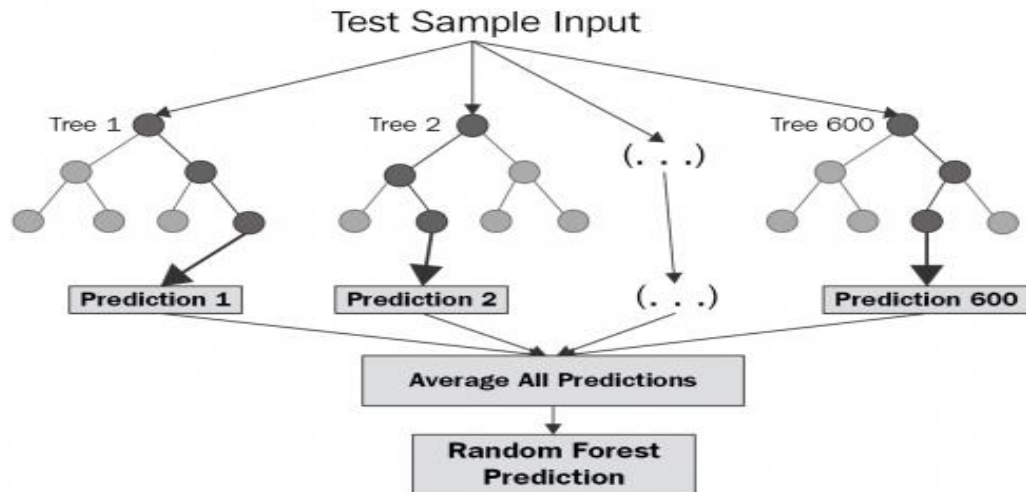 Test Sample Input
Tree 1
Tree 2
(. . .)
Tree 600
Prediction 1
Prediction 2
(. . .)
Prediction 600
Average All Predictions
Random Forest
Prediction